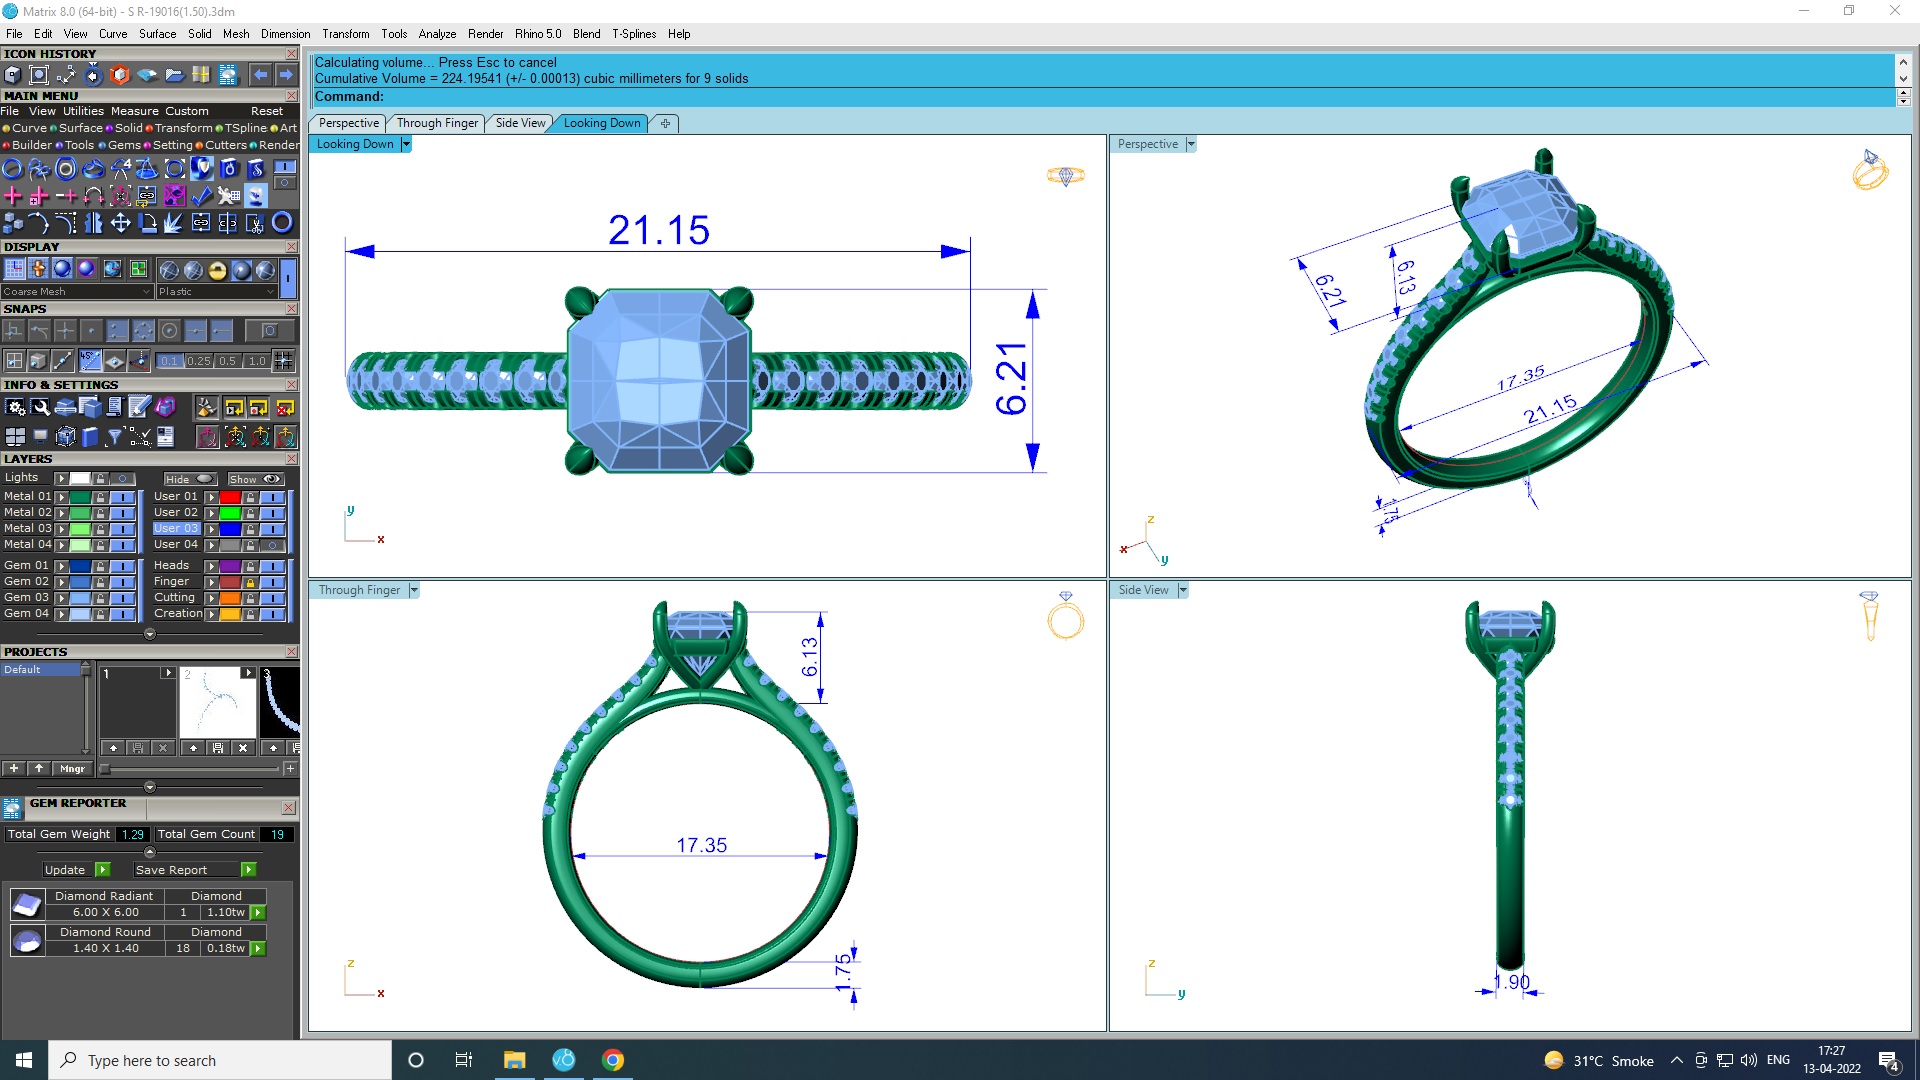 Matrix 8.0 (64-bit) - S R-19016(1.50).3dm
File Edit View Curve Surface Solid Mesh Dimension Transform Tools Analyze Render Rhino 5.0 Blend T-Splines Help
ICON HISTORY
MAIN MENU
File View Utilities Measure Custom Reset
Curve Surface Solid Transform TSpline Art
Builder Tools Gems Setting Cutters Render
DISPLAY
Coarse Mesh Plastic
SNAPS
45°
0.1 0.25 0.5 1.0
INFO & SETTINGS
LAYERS
Lights Hide Show
Metal 01 User 01
Metal 02 User 02
Metal 03 User 03
Metal 04 User 04
Gem 01 Heads
Gem 02 Finger
Gem 03 Cutting
Gem 04 Creation
PROJECTS
Default
1 2 3
Mngr
GEM REPORTER
Total Gem Weight 1.29 Total Gem Count 19
Update Save Report
Diamond Radiant Diamond
6.00 X 6.00 1 1.10tw
Diamond Round Diamond
1.40 X 1.40 18 0.18tw
Calculating volume... Press Esc to cancel
Cumulative Volume = 224.19541 (+/- 0.00013) cubic millimeters for 9 solids
Command:
Perspective Through Finger Side View Looking Down
Looking Down
21.15
6.21
y
x
Perspective
6.21
6.13
17.35
21.15
1.75
z
x
y
Through Finger
6.13
17.35
1.75
z
x
Side View
1.90
z
y
Type here to search
31°C Smoke
ENG
17:27
13-04-2022
4